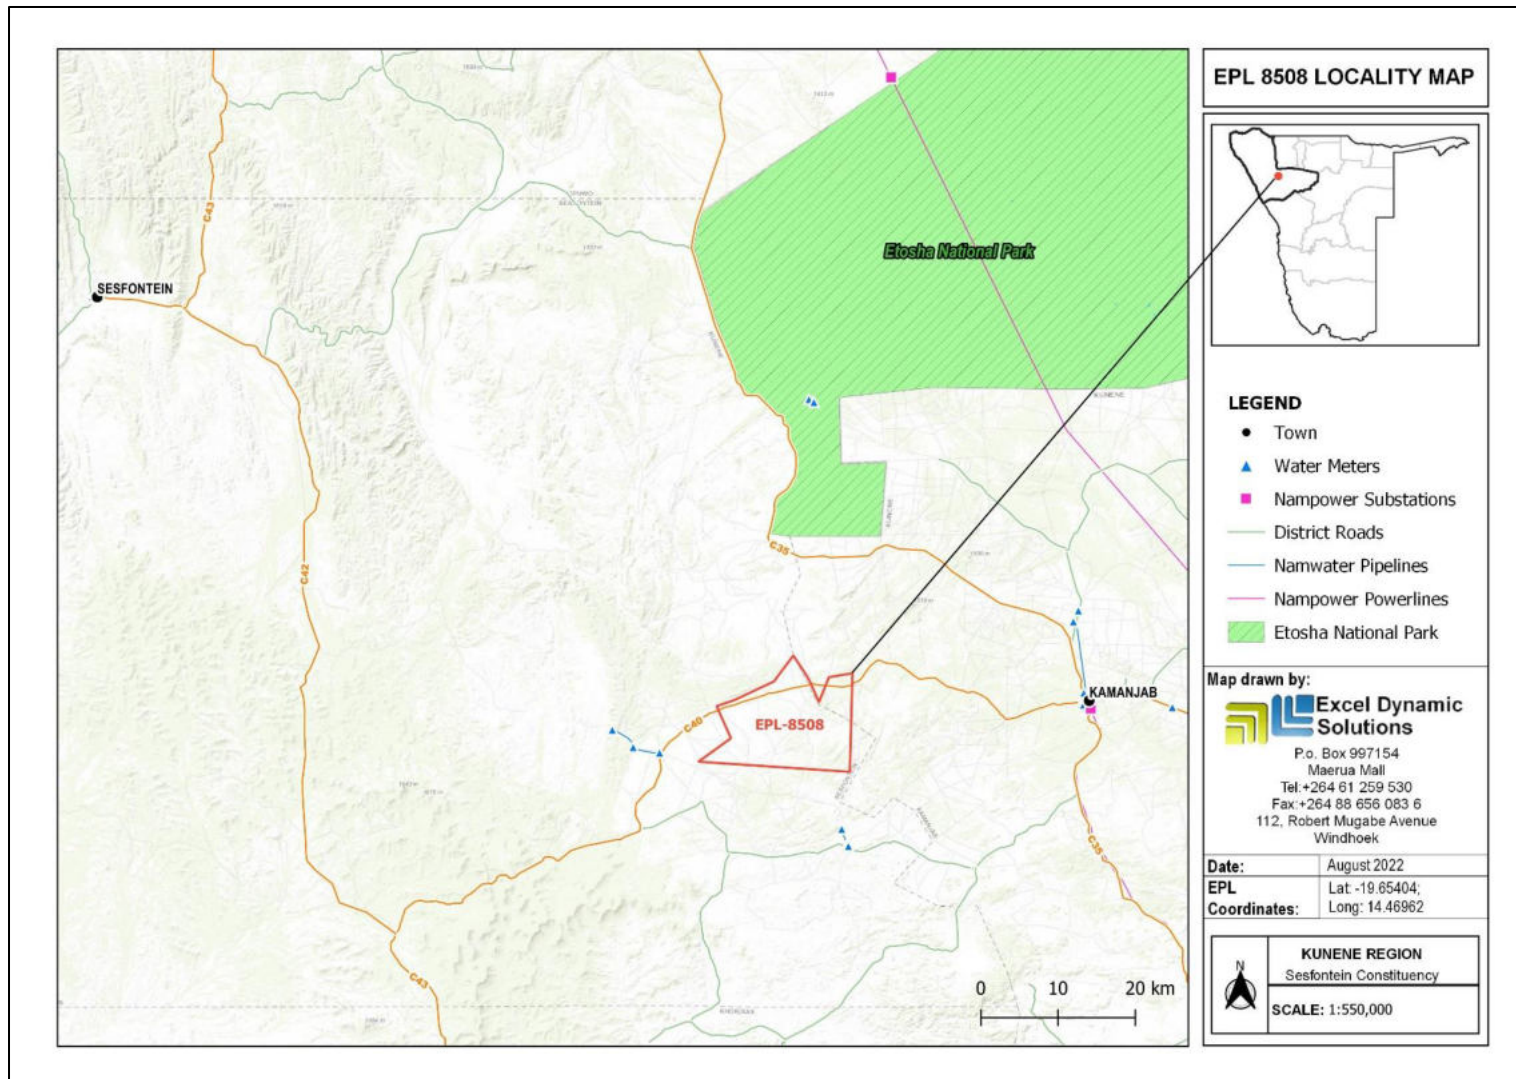 EPL 8508 LOCALITY MAP
C43
SESFONTEIN
Etosha National Park
KUNENE
KUNENE
C42
C35
KAMANJAB
C40
EPL-8508
C35
C43
0 10 20 km
LEGEND
Town
Water Meters
Nampower Substations
District Roads
Namwater Pipelines
Nampower Powerlines
Etosha National Park
Map drawn by:
Excel Dynamic
Solutions
P.o. Box 997154
Maerua Mall
Tel:+264 61 259 530
Fax:+264 88 656 083 6
112, Robert Mugabe Avenue
Windhoek
Date: August 2022
EPL Lat: -19.65404;
Coordinates: Long: 14.46962
N
KUNENE REGION
Sesfontein Constituency
SCALE: 1:550,000